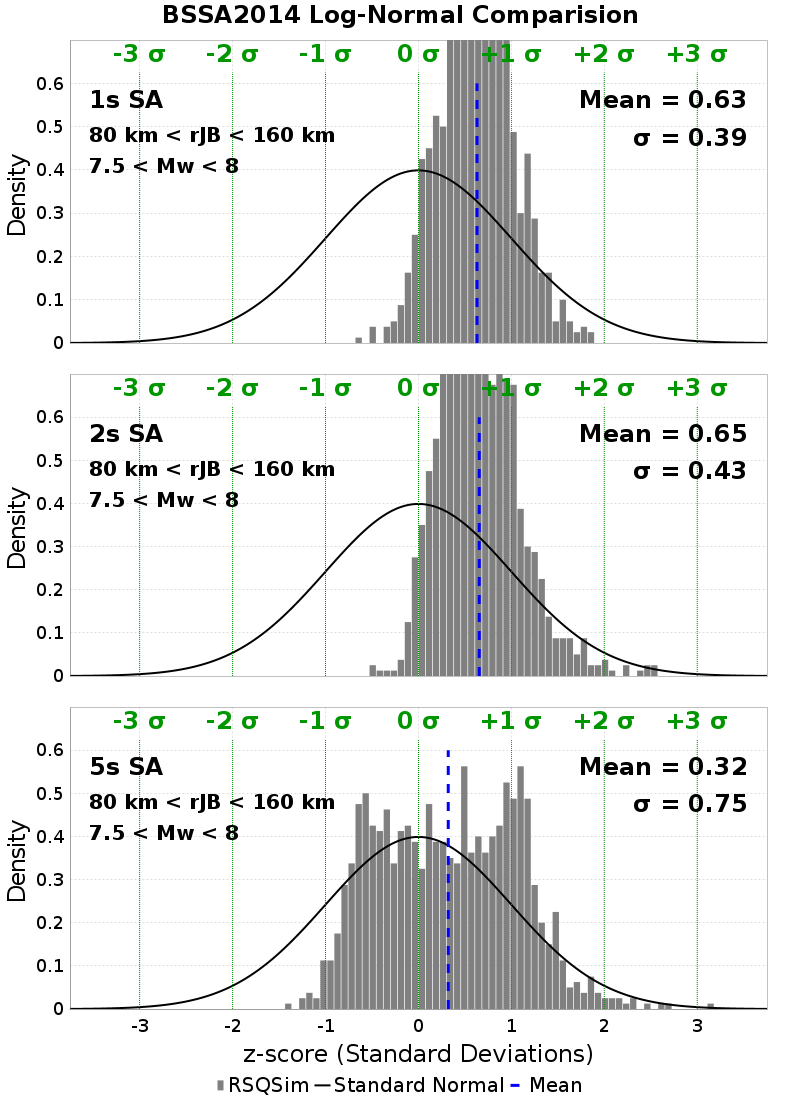 BSSA2014 Log-Normal Comparision
-3 σ -2 σ -1 σ 0 σ +1 σ +2 σ +3 σ
1s SA
80 km < rJB < 160 km
7.5 < Mw < 8
Mean = 0.63
σ = 0.39
Density
0.6
0.5
0.4
0.3
0.2
0.1
0
-3 σ -2 σ -1 σ 0 σ +1 σ +2 σ +3 σ
2s SA
80 km < rJB < 160 km
7.5 < Mw < 8
Mean = 0.65
σ = 0.43
Density
0.6
0.5
0.4
0.3
0.2
0.1
0
-3 σ -2 σ -1 σ 0 σ +1 σ +2 σ +3 σ
5s SA
80 km < rJB < 160 km
7.5 < Mw < 8
Mean = 0.32
σ = 0.75
Density
0.6
0.5
0.4
0.3
0.2
0.1
0
-3 -2 -1 0 1 2 3
z-score (Standard Deviations)
RSQSim Standard Normal Mean